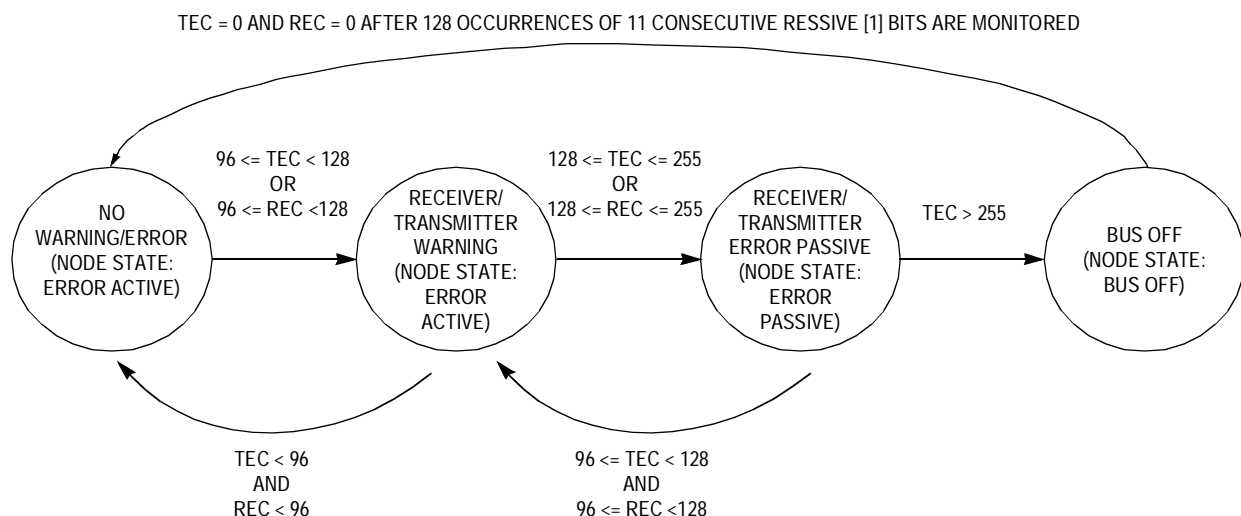 TEC = 0 AND REC = 0 AFTER 128 OCCURRENCES OF 11 CONSECUTIVE RESSIVE [1] BITS ARE MONITORED
96 <= TEC < 128
OR
96 <= REC <128
128 <= TEC <= 255
OR
128 <= REC <= 255
TEC > 255
NO
WARNING/ERROR
(NODE STATE:
ERROR ACTIVE)
RECEIVER/
TRANSMITTER
WARNING
(NODE STATE:
ERROR
ACTIVE)
RECEIVER/
TRANSMITTER
ERROR PASSIVE
(NODE STATE:
ERROR
PASSIVE)
BUS OFF
(NODE STATE:
BUS OFF)
TEC < 96
AND
REC < 96
96 <= TEC < 128
AND
96 <= REC <128